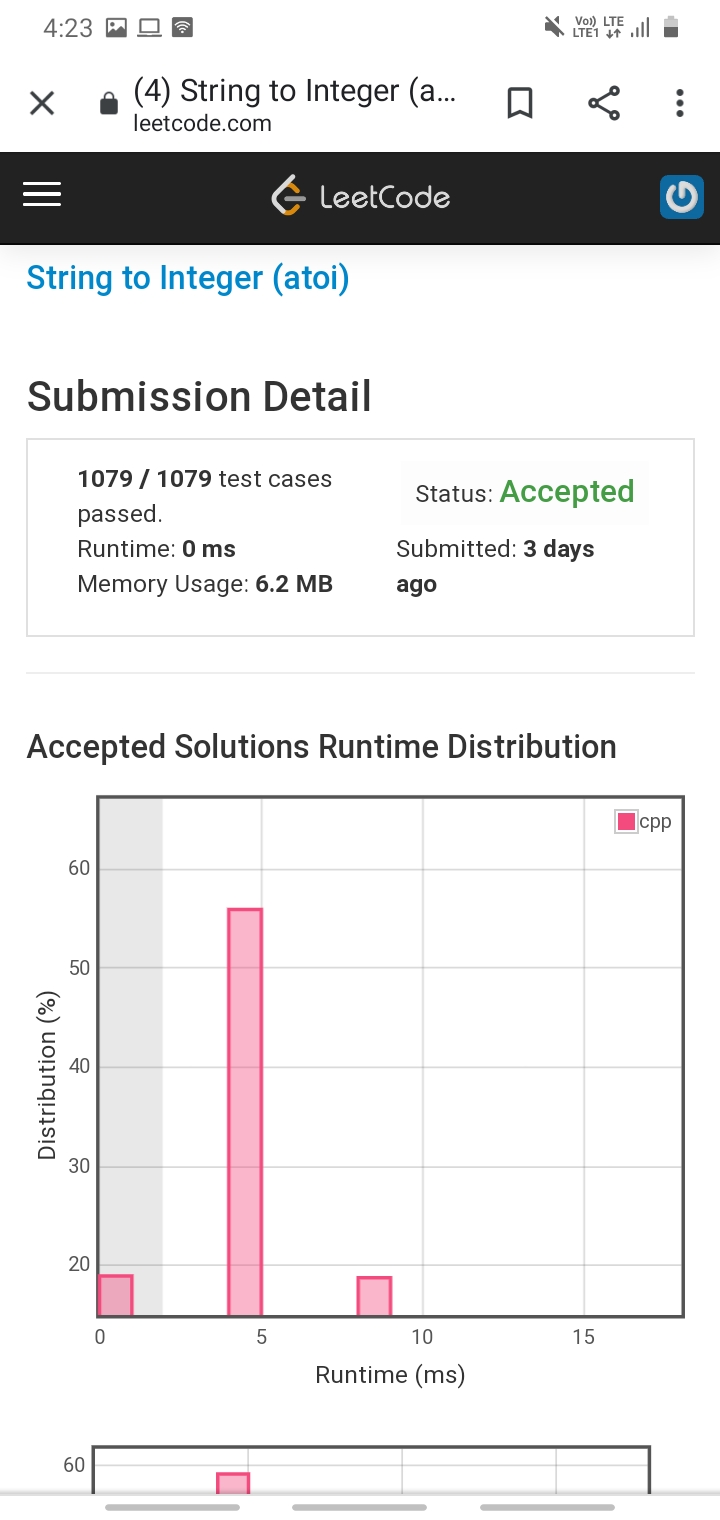 4:23
Vo)) LTE
LTE1
(4) String to Integer (a...
leetcode.com
LeetCode
String to Integer (atoi)
Submission Detail
1079 / 1079 test cases passed.
Status: Accepted
Runtime: 0 ms
Submitted: 3 days ago
Memory Usage: 6.2 MB
Accepted Solutions Runtime Distribution
cpp
60
50
40
30
20
Distribution (%)
0 5 10 15
Runtime (ms)
60